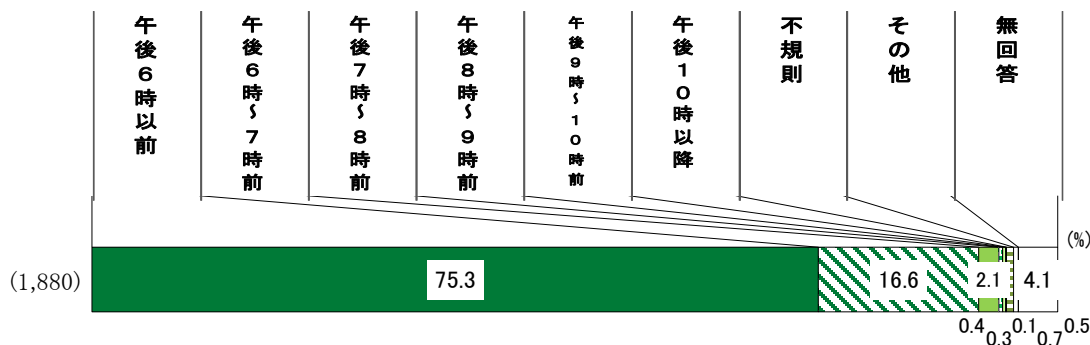 午後6時以前
午後6時～7時前
午後7時～8時前
午後8時～9時前
午後9時～10時前
午後10時以降
不規則
その他
無回答
(%)
(1,880)
75.3
16.6
2.1
4.1
0.4
0.3
0.1
0.7
0.5